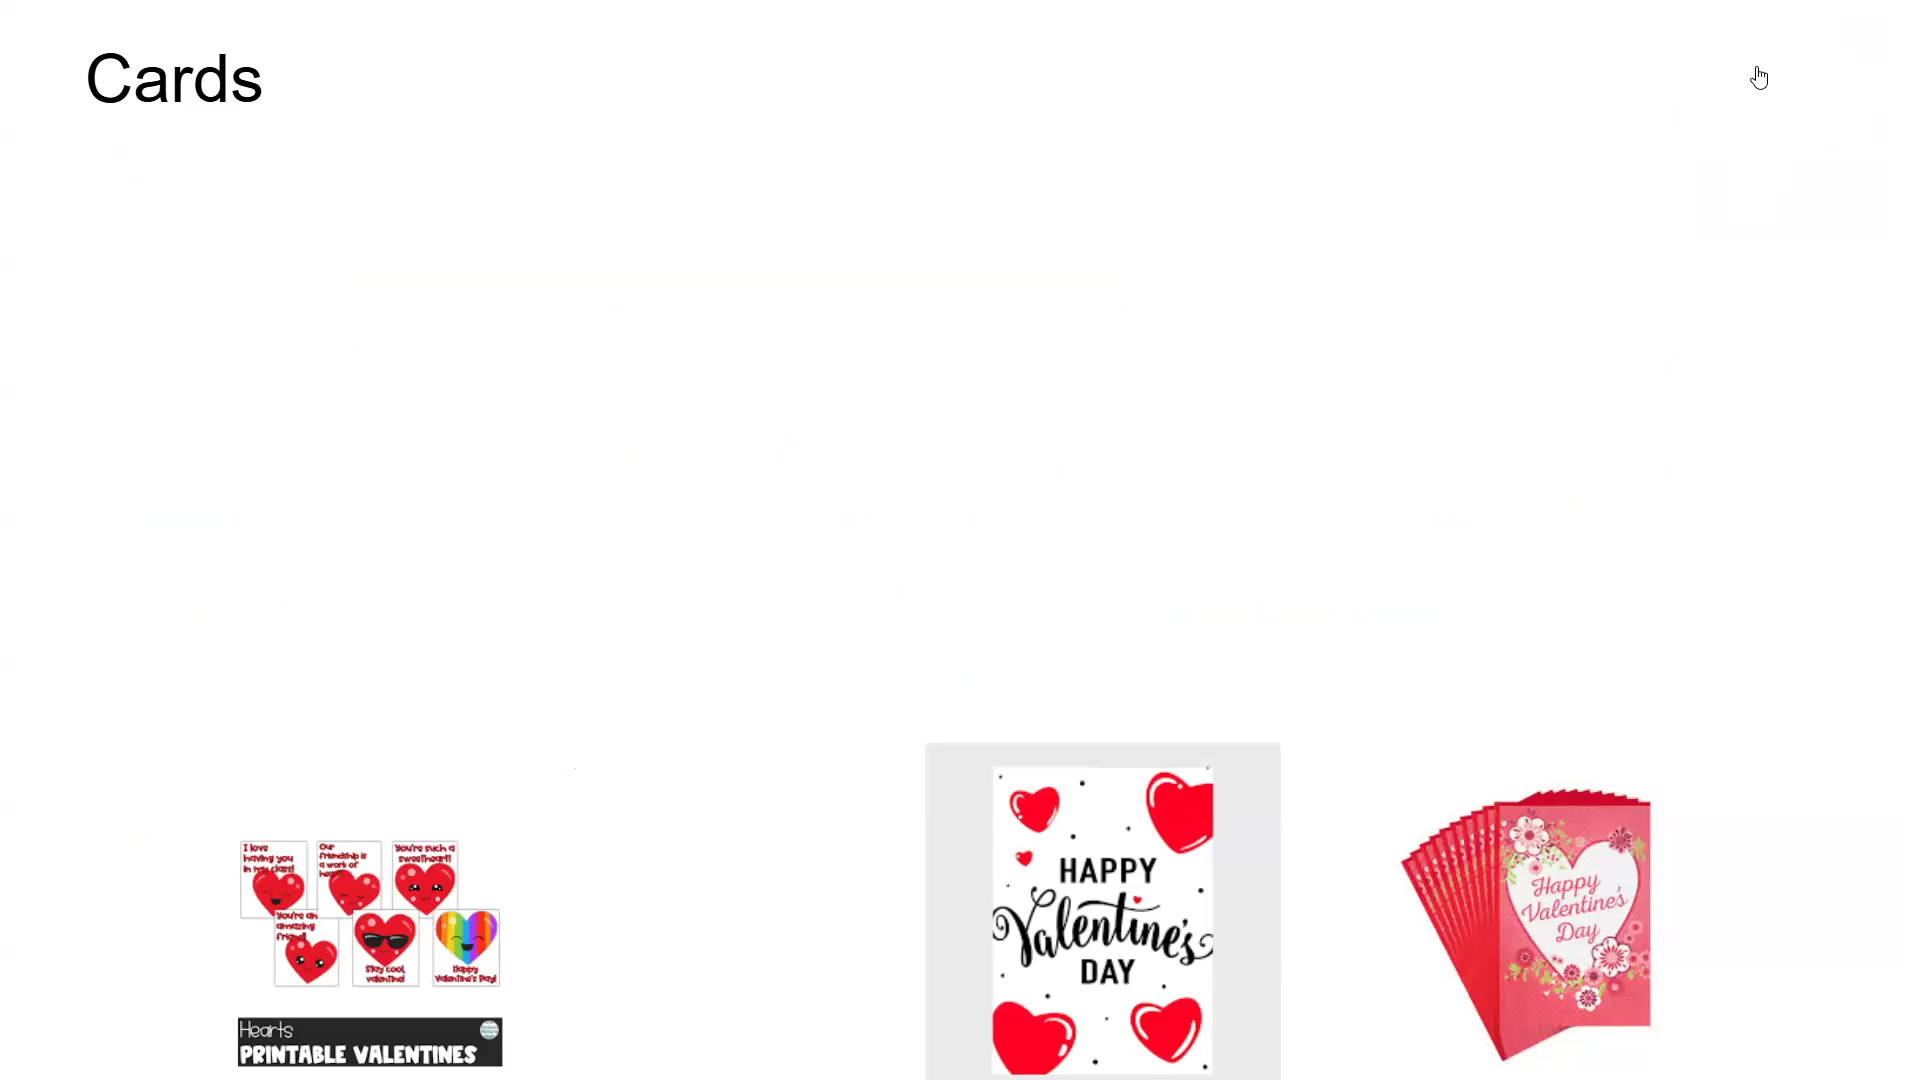 Cards
I love
having you
in my class!
Our
friendship is
a work of
heart!
You're such a
sweetheart!
You're an
amazing
friend!
Stay cool,
valentine!
Happy
Valentine's Day!
Hearts
PRINTABLE VALENTINES
HAPPY
Valentine's
DAY
Happy
Valentine's
Day